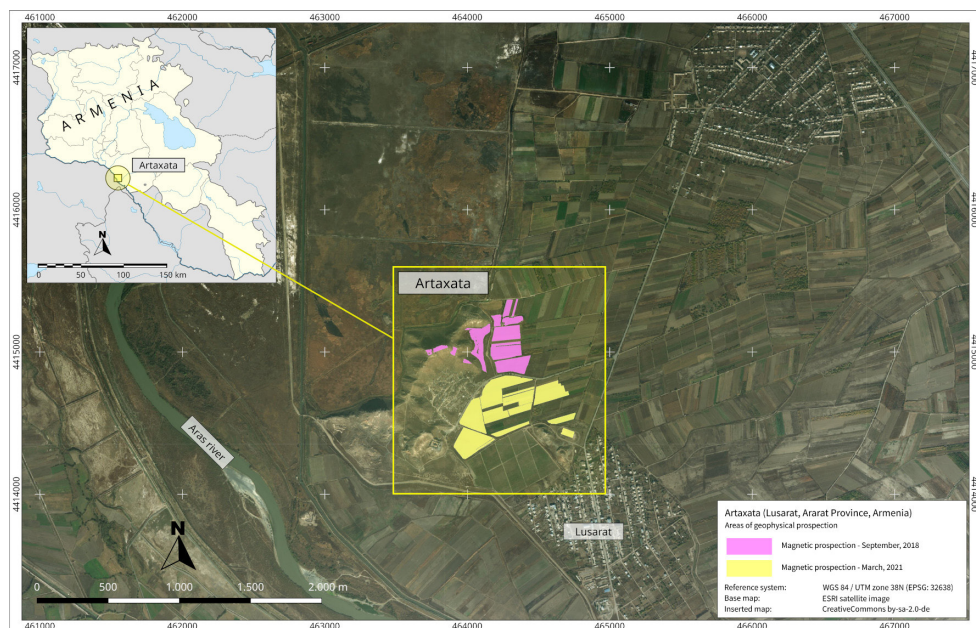 461000 462000 463000 464000 465000 466000 467000
4417000 4417000
ARMENIA
Artaxata
4416000 4416000
N
0 50 100 150 km
Artaxata
4415000 4415000
Aras river
4414000 4414000
Lusarat
N
0 500 1.000 1.500 2.000 m
Artaxata (Lusarat, Ararat Province, Armenia)
Areas of geophysical prospection
Magnetic prospection - September, 2018
Magnetic prospection - March, 2021
Reference system: WGS 84 / UTM zone 38N (EPSG: 32638)
Base map: ESRI satellite image
Inserted map: CreativeCommons by-sa-2.0-de
461000 462000 463000 464000 465000 466000 467000